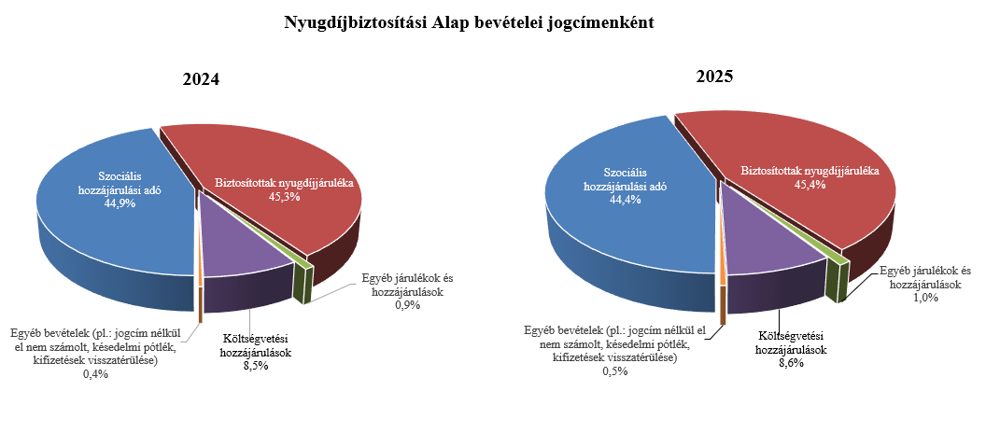 Nyugdíjbiztosítási Alap bevételei jogcímenként
2024
Szociális
hozzájárulási adó
44,9%
Biztosítottak nyugdíjjáruléka
45,3%
Egyéb járulékok és
hozzájárulások
0,9%
Költségvetési
hozzájárulások
8,5%
Egyéb bevételek (pl.: jogcím nélkül
el nem számolt, késedelmi pótlék,
kifizetések visszatérülése)
0,4%
2025
Szociális
hozzájárulási adó
44,4%
Biztosítottak nyugdíjjáruléka
45,4%
Egyéb járulékok és
hozzájárulások
1,0%
Költségvetési
hozzájárulások
8,6%
Egyéb bevételek (pl.: jogcím nélkül el
nem számolt, késedelmi pótlék,
kifizetések visszatérülése)
0,5%